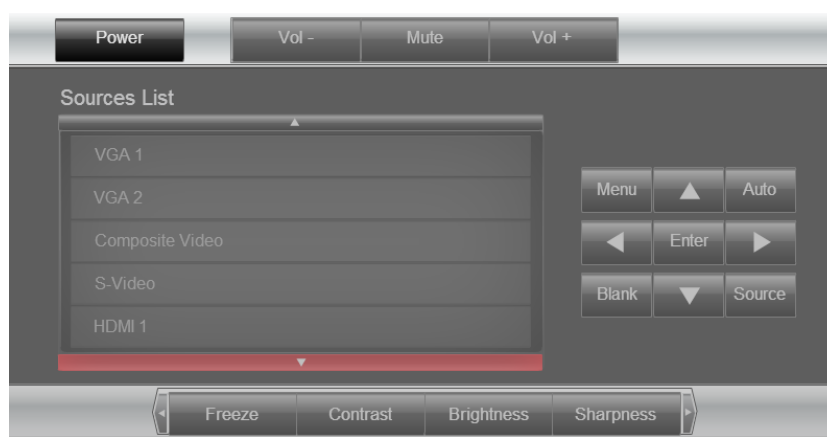 Power Vol - Mute Vol +
Sources List
VGA 1
VGA 2
Composite Video
S-Video
HDMI 1
Menu Auto
Enter
Blank Source
Freeze Contrast Brightness Sharpness